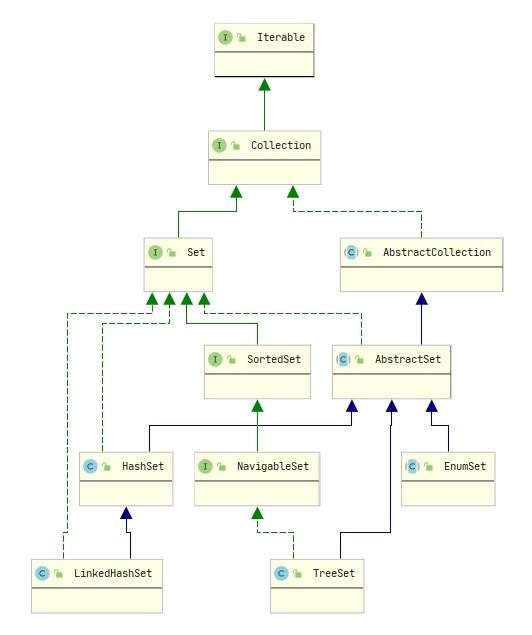 I Iterable
I Collection
I Set
C AbstractCollection
I SortedSet
C AbstractSet
C HashSet
I NavigableSet
C EnumSet
C LinkedHashSet
C TreeSet